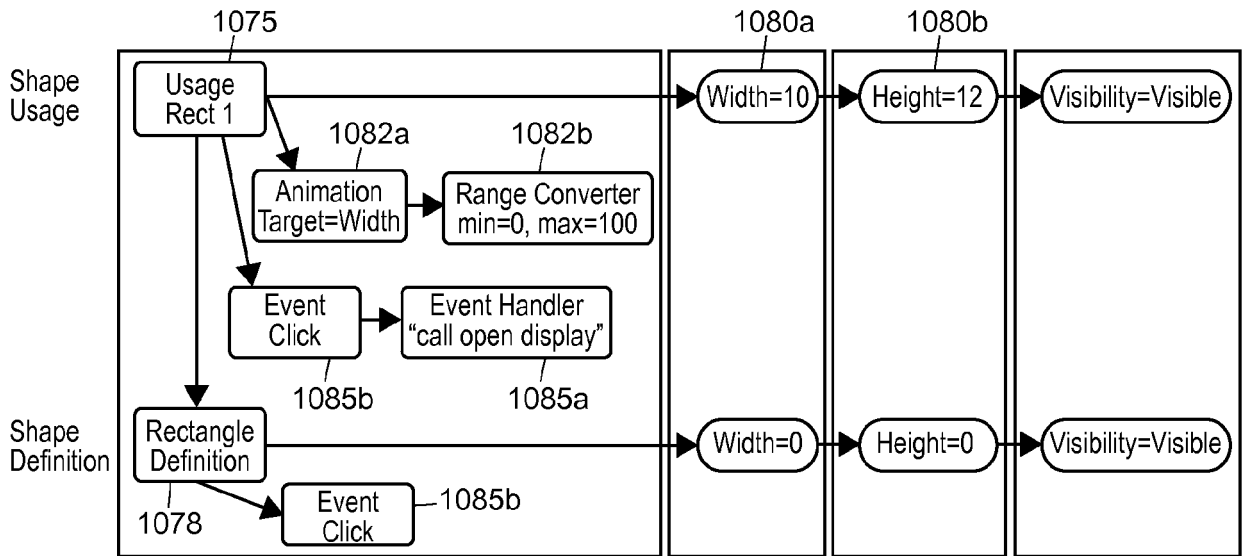 1075
1080a
1080b
Shape
Usage
Usage
Rect 1
Width=10
Height=12
Visibility=Visible
1082a
1082b
Animation
Target=Width
Range Converter
min=0, max=100
Event
Click
Event Handler
“call open display”
1085b
1085a
Shape
Definition
Rectangle
Definition
Width=0
Height=0
Visibility=Visible
1078
Event
Click
1085b